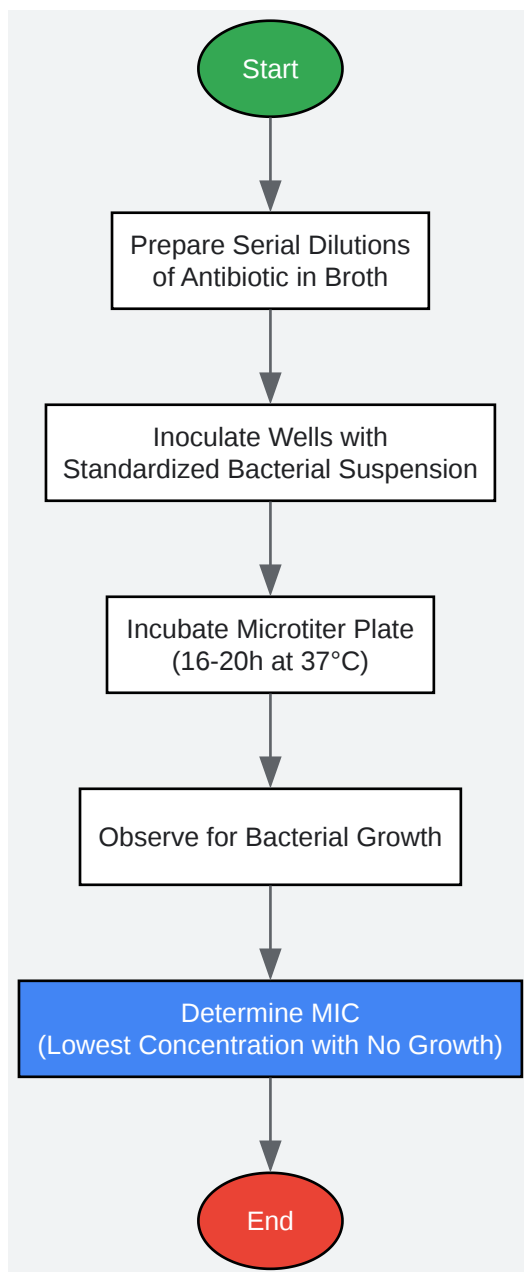 Start
Prepare Serial Dilutions
of Antibiotic in Broth
Inoculate Wells with
Standardized Bacterial Suspension
Incubate Microtiter Plate
(16-20h at 37°C)
Observe for Bacterial Growth
Determine MIC
(Lowest Concentration with No Growth)
End